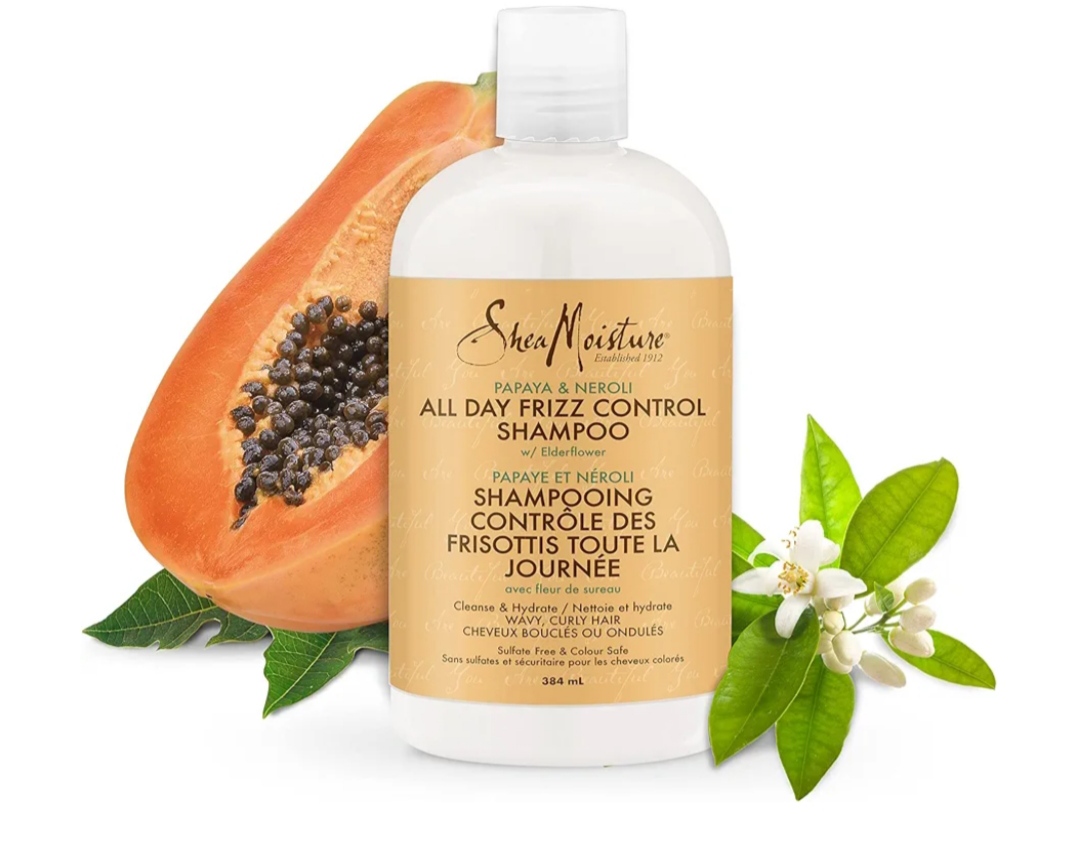 Shea Moisture®
Established 1912
PAPAYA & NEROLI
ALL DAY FRIZZ CONTROL
SHAMPOO
w/ Elderflower
PAPAYE ET NÉROLI
SHAMPOOING
CONTRÔLE DES
FRISOTTIS TOUTE LA
JOURNÉE
avec fleur de sureau
Cleanse & Hydrate / Nettoie et hydrate
WAVY, CURLY HAIR
CHEVEUX BOUCLÉS OU ONDULÉS
Sulfate Free & Colour Safe
Sans sulfates et sécuritaire pour les cheveux colorés
384 mL